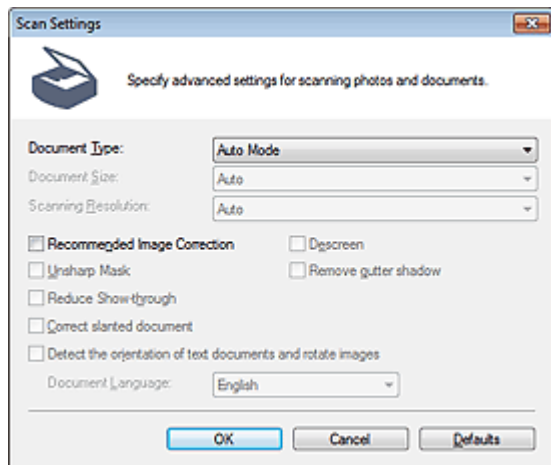 Scan Settings
Specify advanced settings for scanning photos and documents.
Document Type: Auto Mode
Document Size: Auto
Scanning Resolution: Auto
Recommended Image Correction Descreen
Unsharp Mask Remove gutter shadow
Reduce Show-through
Correct slanted document
Detect the orientation of text documents and rotate images
Document Language: English
OK Cancel Defaults